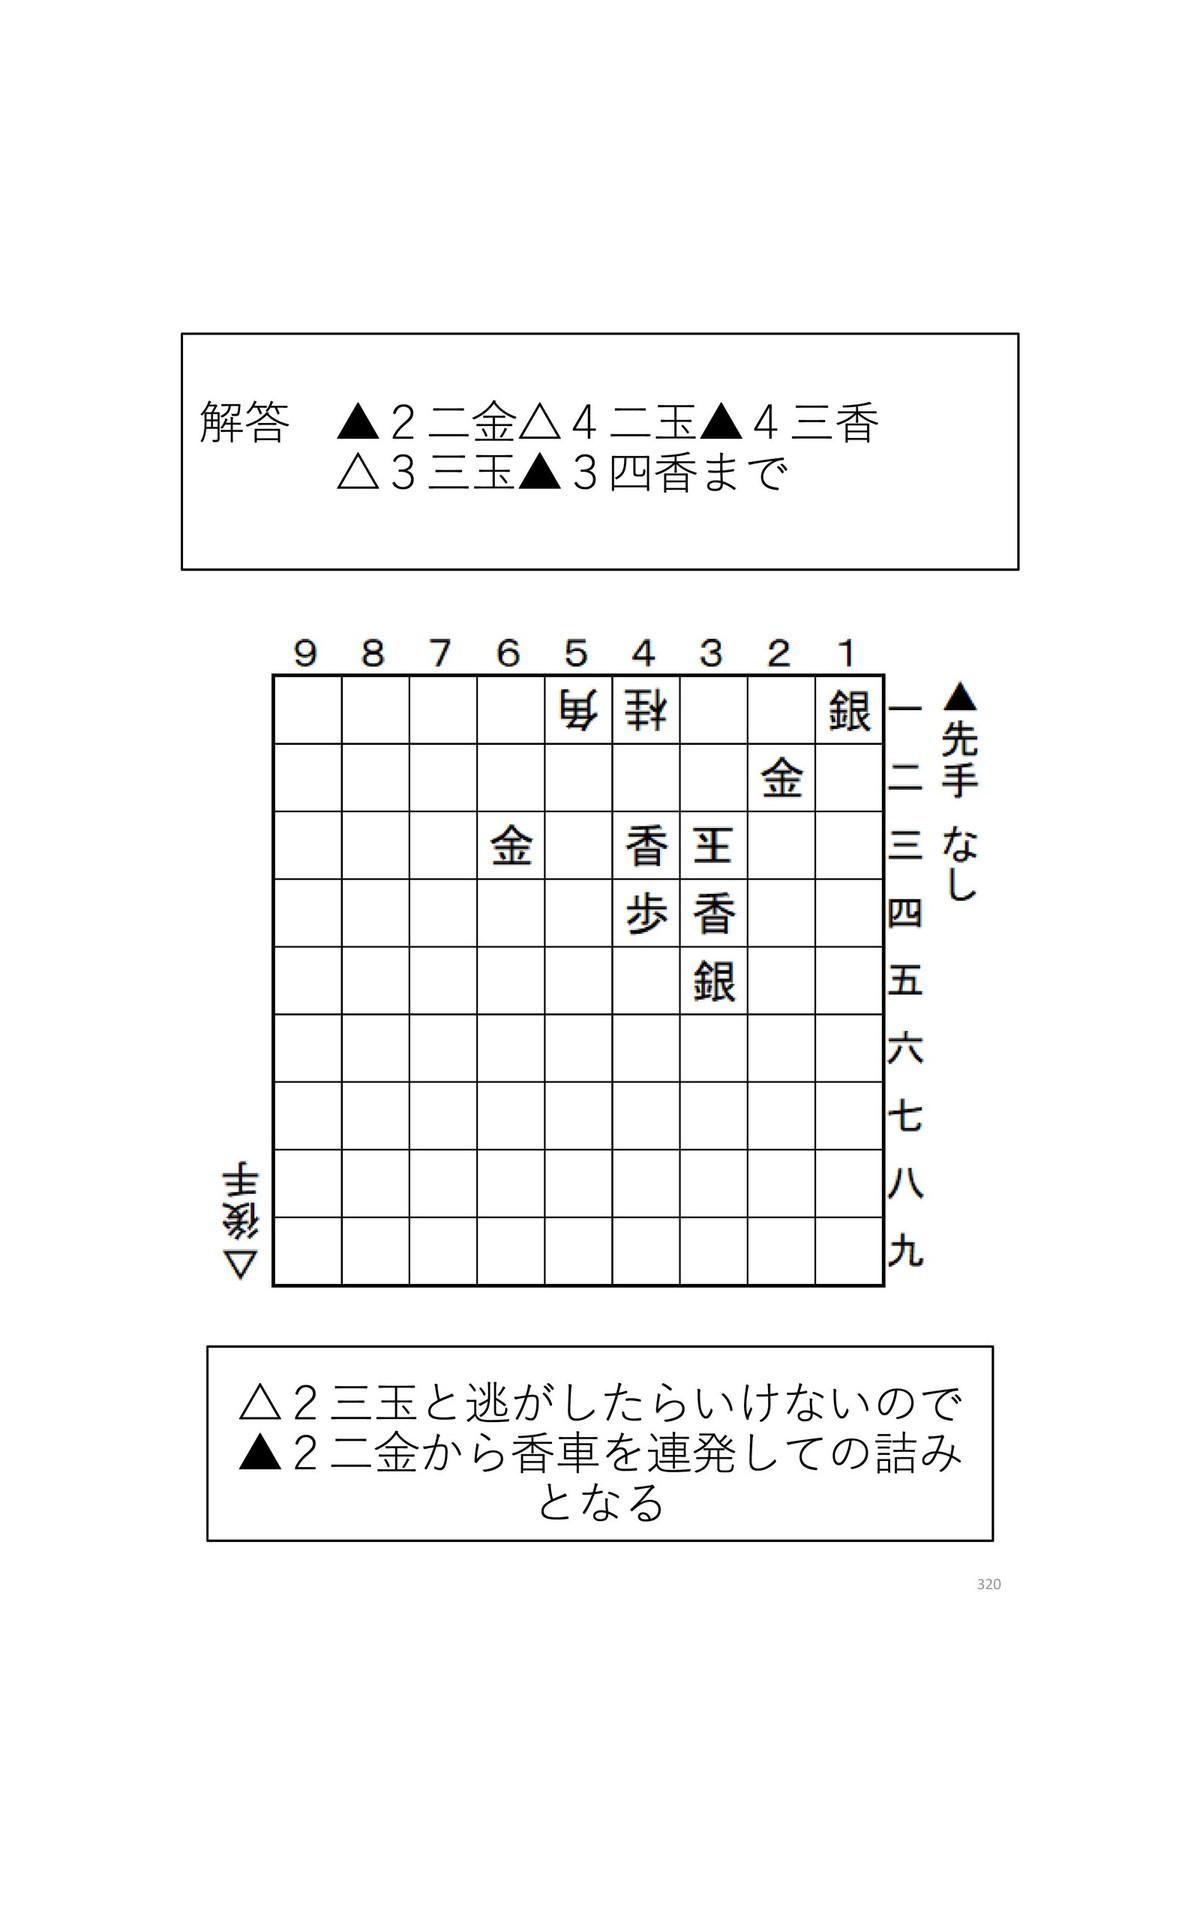 解答　▲２二金△４二玉▲４三香
△３三玉▲３四香まで
9 8 7 6 5 4 3 2 1
角 桂 銀 一
金 二
金 香 王 三
歩 香 四
銀 五
六
七
八
九
▲先手 なし
△後手
△２三玉と逃がしたらいけないので
▲２二金から香車を連発しての詰み
となる
320